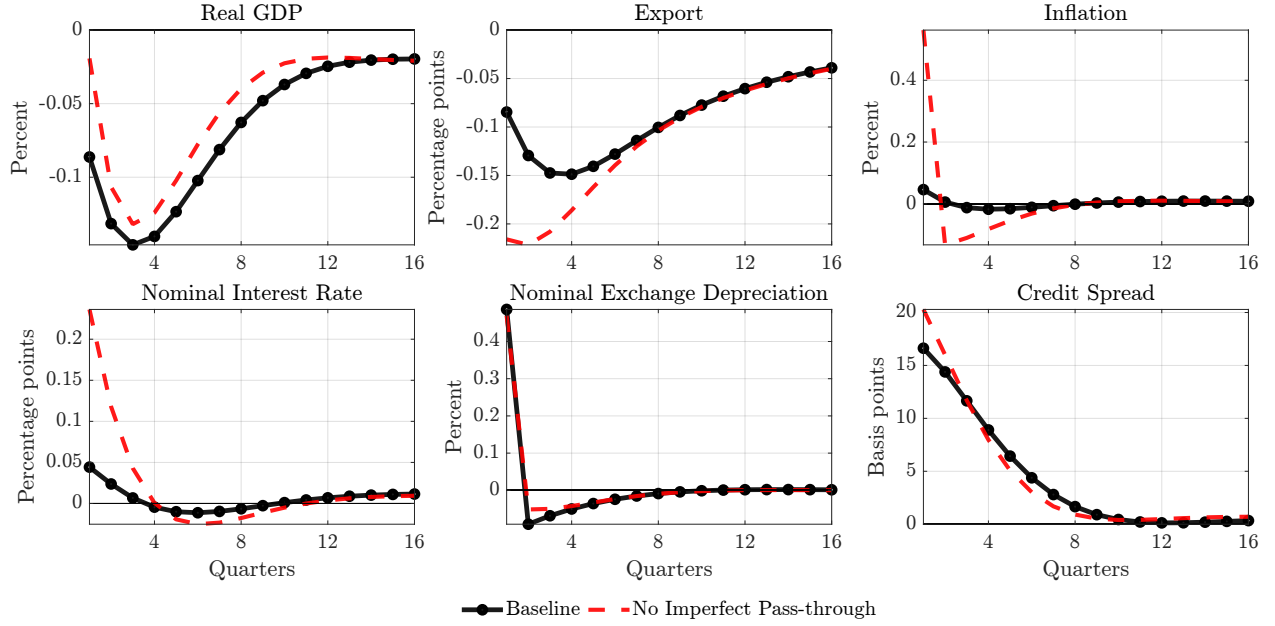 Real GDP
Export
Inflation
0
-0.05
-0.1
Percent
4 8 12 16
0
-0.05
-0.1
-0.15
-0.2
Percentage points
4 8 12 16
0.4
0.2
0
Percent
4 8 12 16
Nominal Interest Rate
Nominal Exchange Depreciation
Credit Spread
0.2
0.15
0.1
0.05
0
Percentage points
4 8 12 16
Quarters
0.4
0.3
0.2
0.1
0
Percent
4 8 12 16
Quarters
20
15
10
5
0
Basis points
4 8 12 16
Quarters
Baseline No Imperfect Pass-through